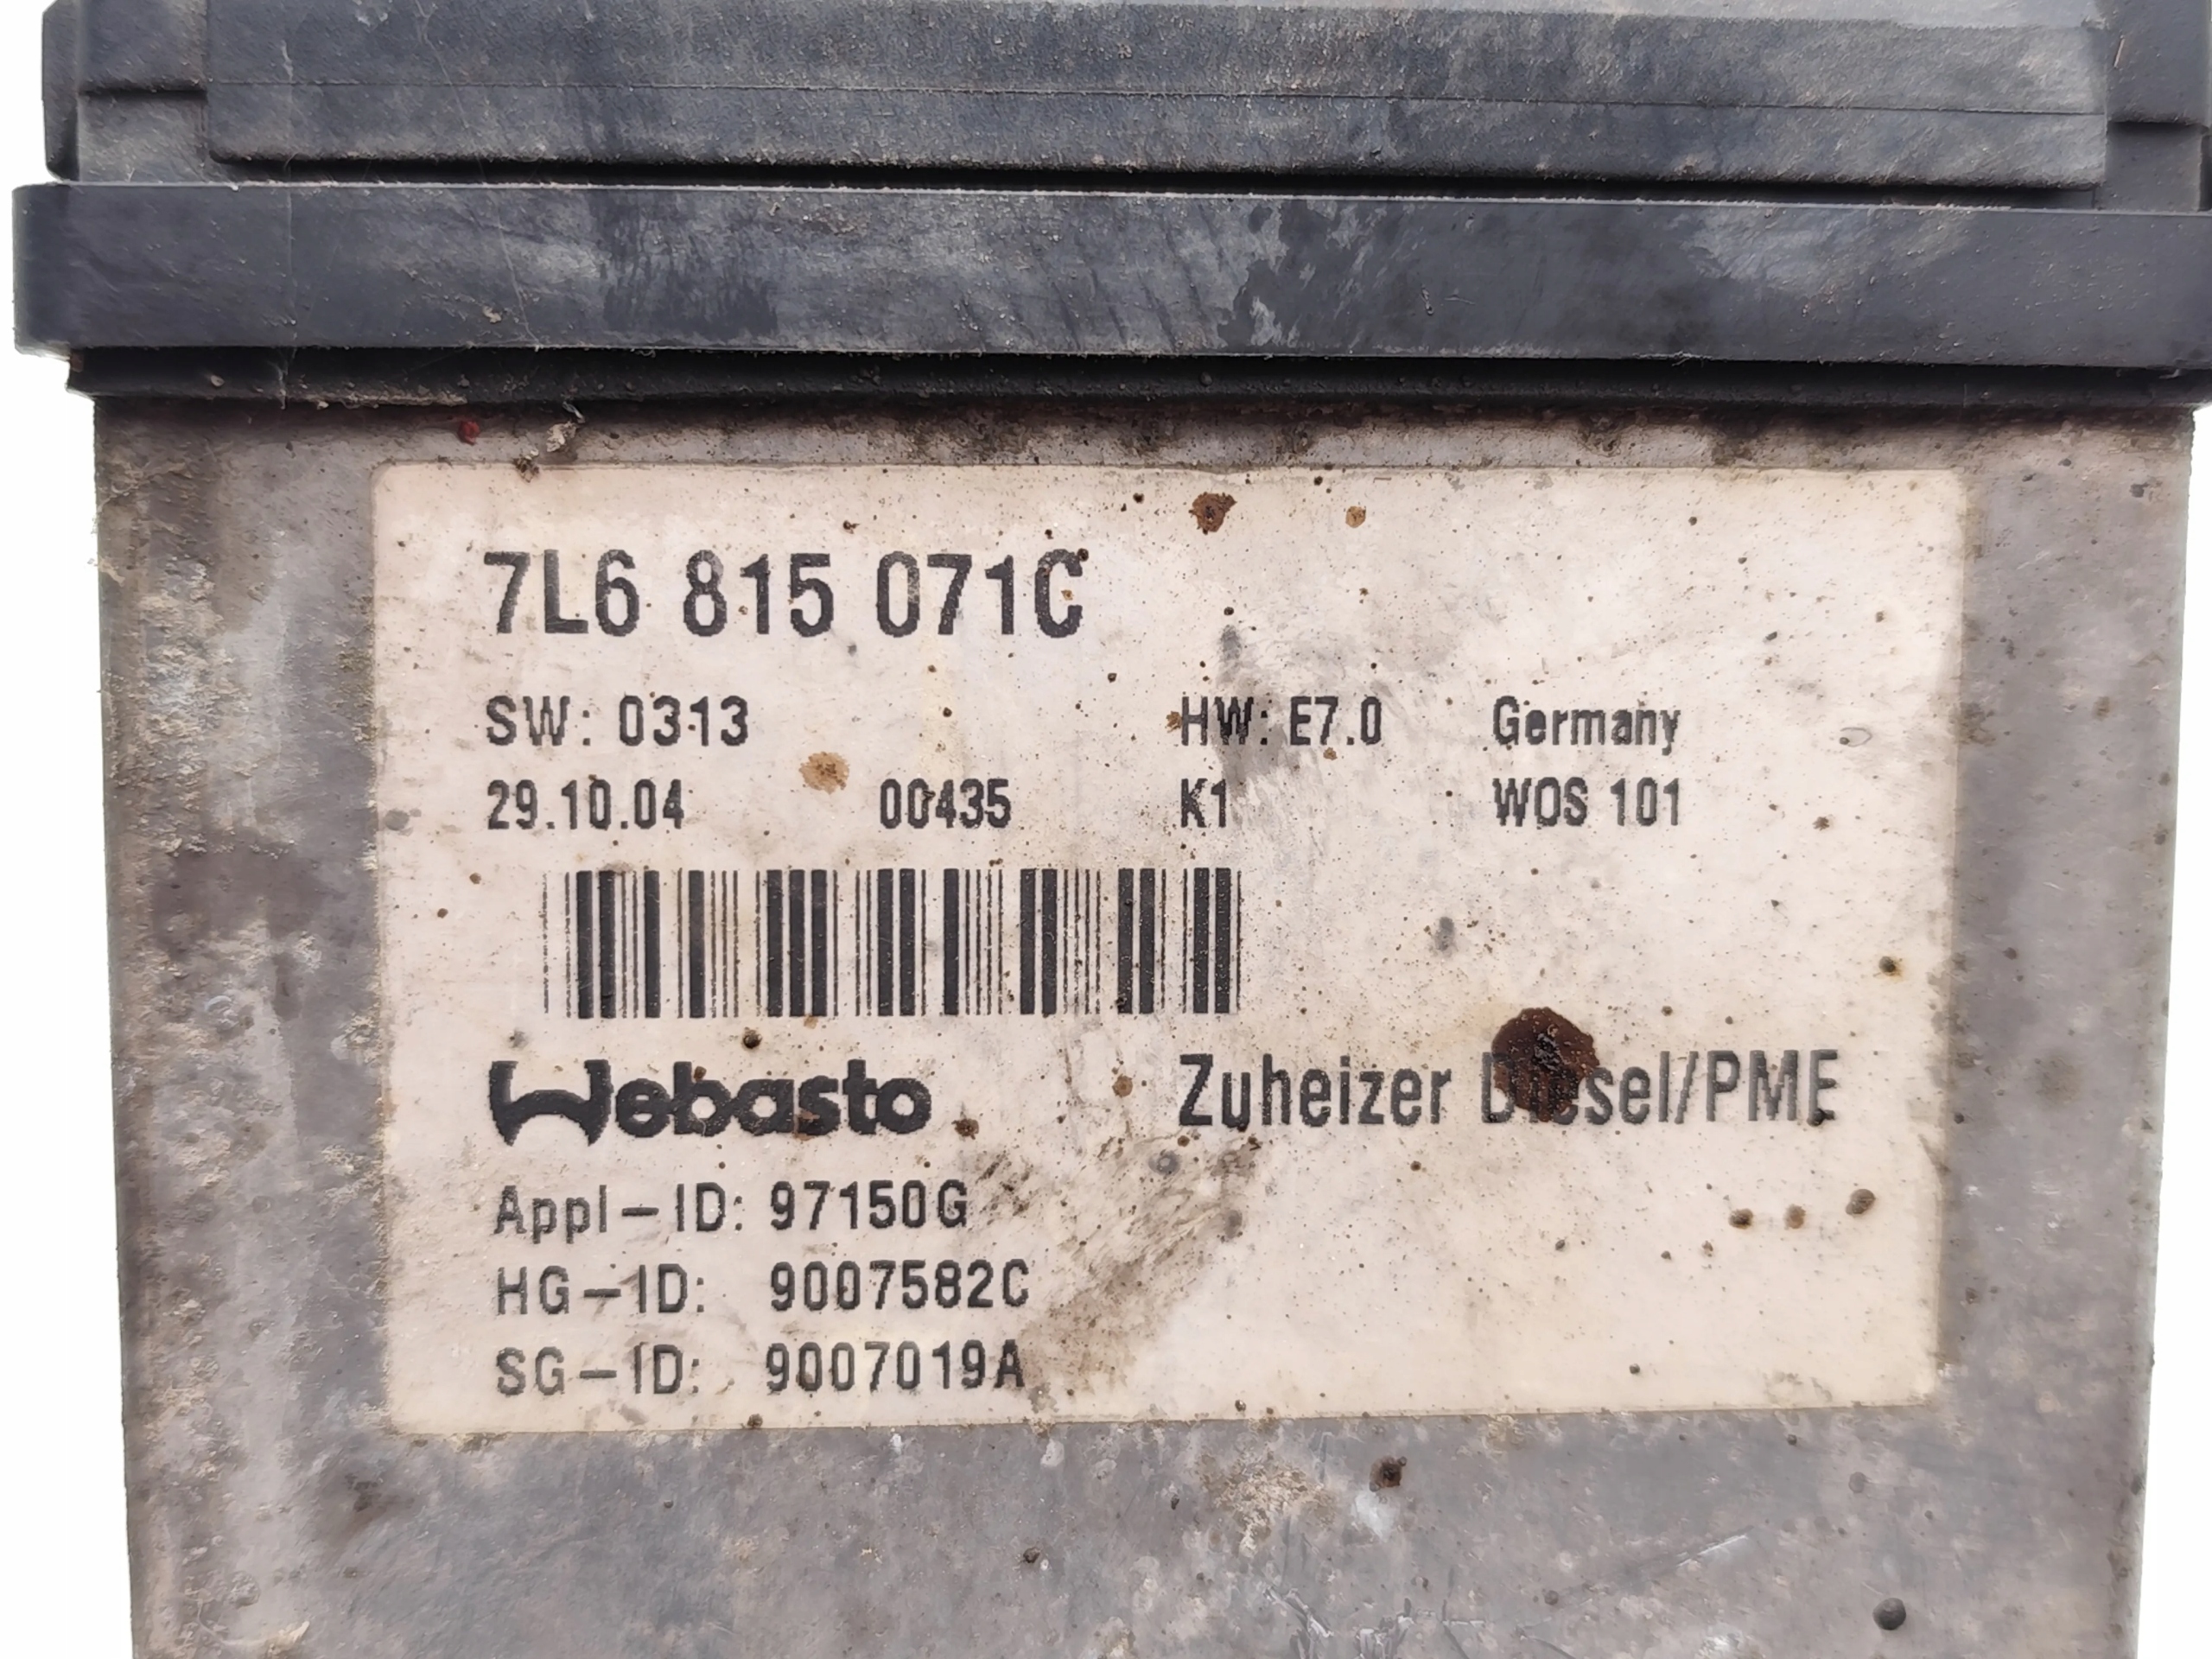 7L6 815 071C
SW: 0313 HW: E7.0 Germany
29.10.04 00435 K1 WOS 101
Webasto Zuheizer Diesel/PME
Appl-ID: 97150G
HG-ID: 9007582C
SG-ID: 9007019A